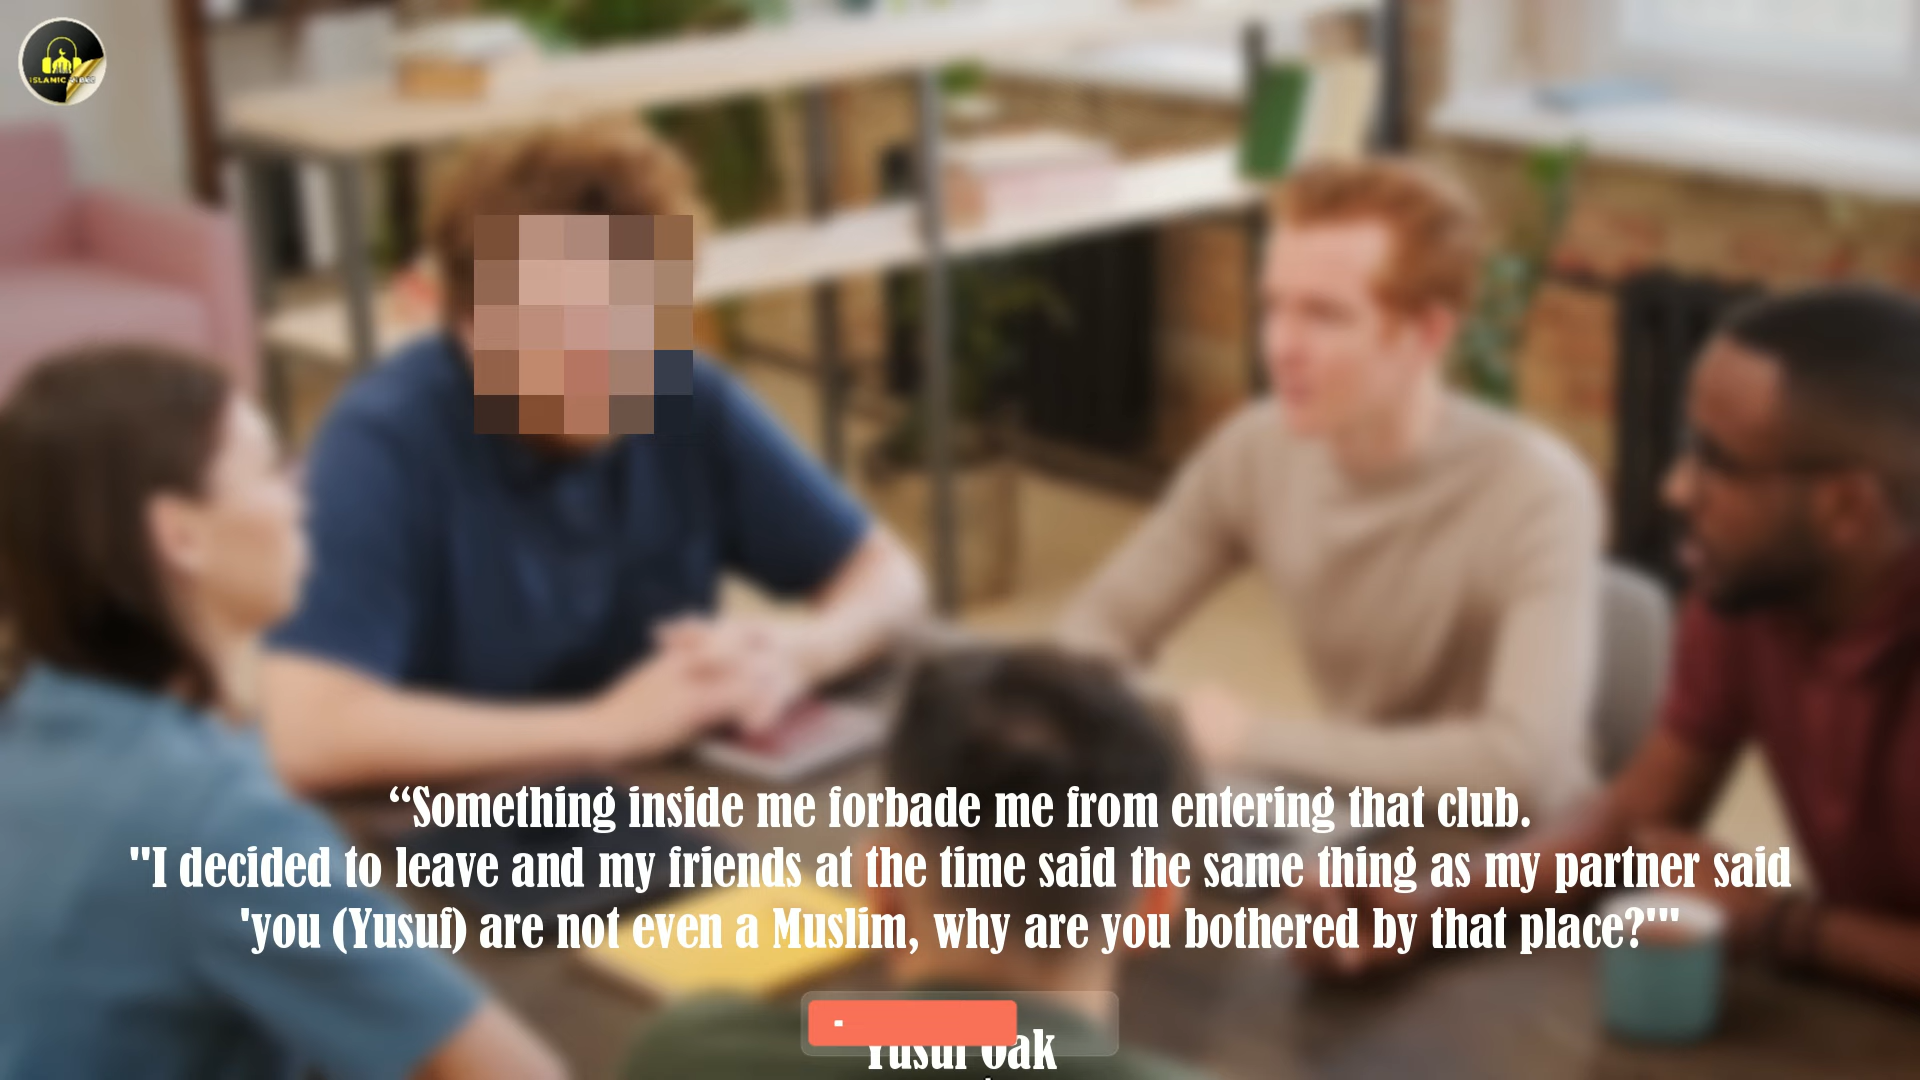 “Something inside me forbade me from entering that club.
"I decided to leave and my friends at the time said the same thing as my partner said
'you (Yusuf) are not even a Muslim, why are you bothered by that place?'"
Yusuf Oak